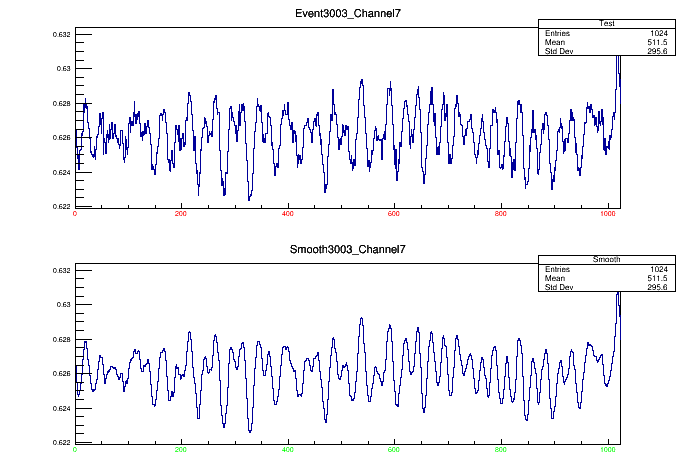 Event3003_Channel7
Test
Entries 1024
Mean 511.5
Std Dev 295.6
0.632
0.63
0.628
0.626
0.624
0.622
0 200 400 600 800 1000
Smooth3003_Channel7
Smooth
Entries 1024
Mean 511.5
Std Dev 295.6
0.632
0.63
0.628
0.626
0.624
0.622
0 200 400 600 800 1000